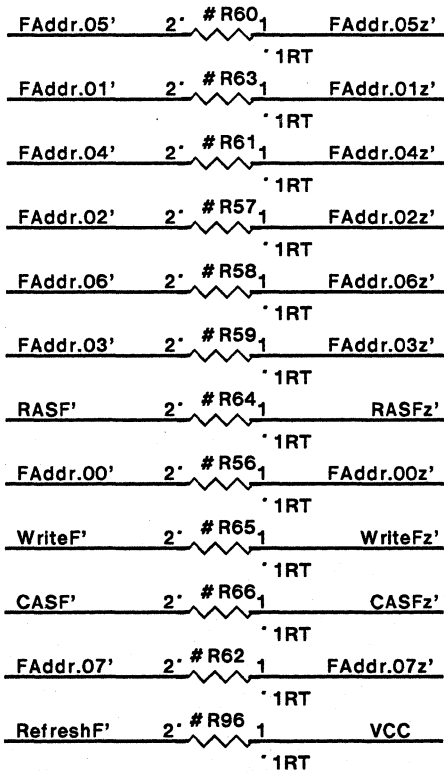 FAddr.05' 2· #R60 1 FAddr.05z'
· 1RT
FAddr.01' 2· #R63 1 FAddr.01z'
· 1RT
FAddr.04' 2· #R61 1 FAddr.04z'
· 1RT
FAddr.02' 2· #R57 1 FAddr.02z'
· 1RT
FAddr.06' 2· #R58 1 FAddr.06z'
· 1RT
FAddr.03' 2· #R59 1 FAddr.03z'
· 1RT
RASF' 2· #R64 1 RASFz'
· 1RT
FAddr.00' 2· #R56 1 FAddr.00z'
· 1RT
WriteF' 2· #R65 1 WriteFz'
· 1RT
CASF' 2· #R66 1 CASFz'
· 1RT
FAddr.07' 2· #R62 1 FAddr.07z'
· 1RT
RefreshF' 2· #R96 1 VCC
· 1RT